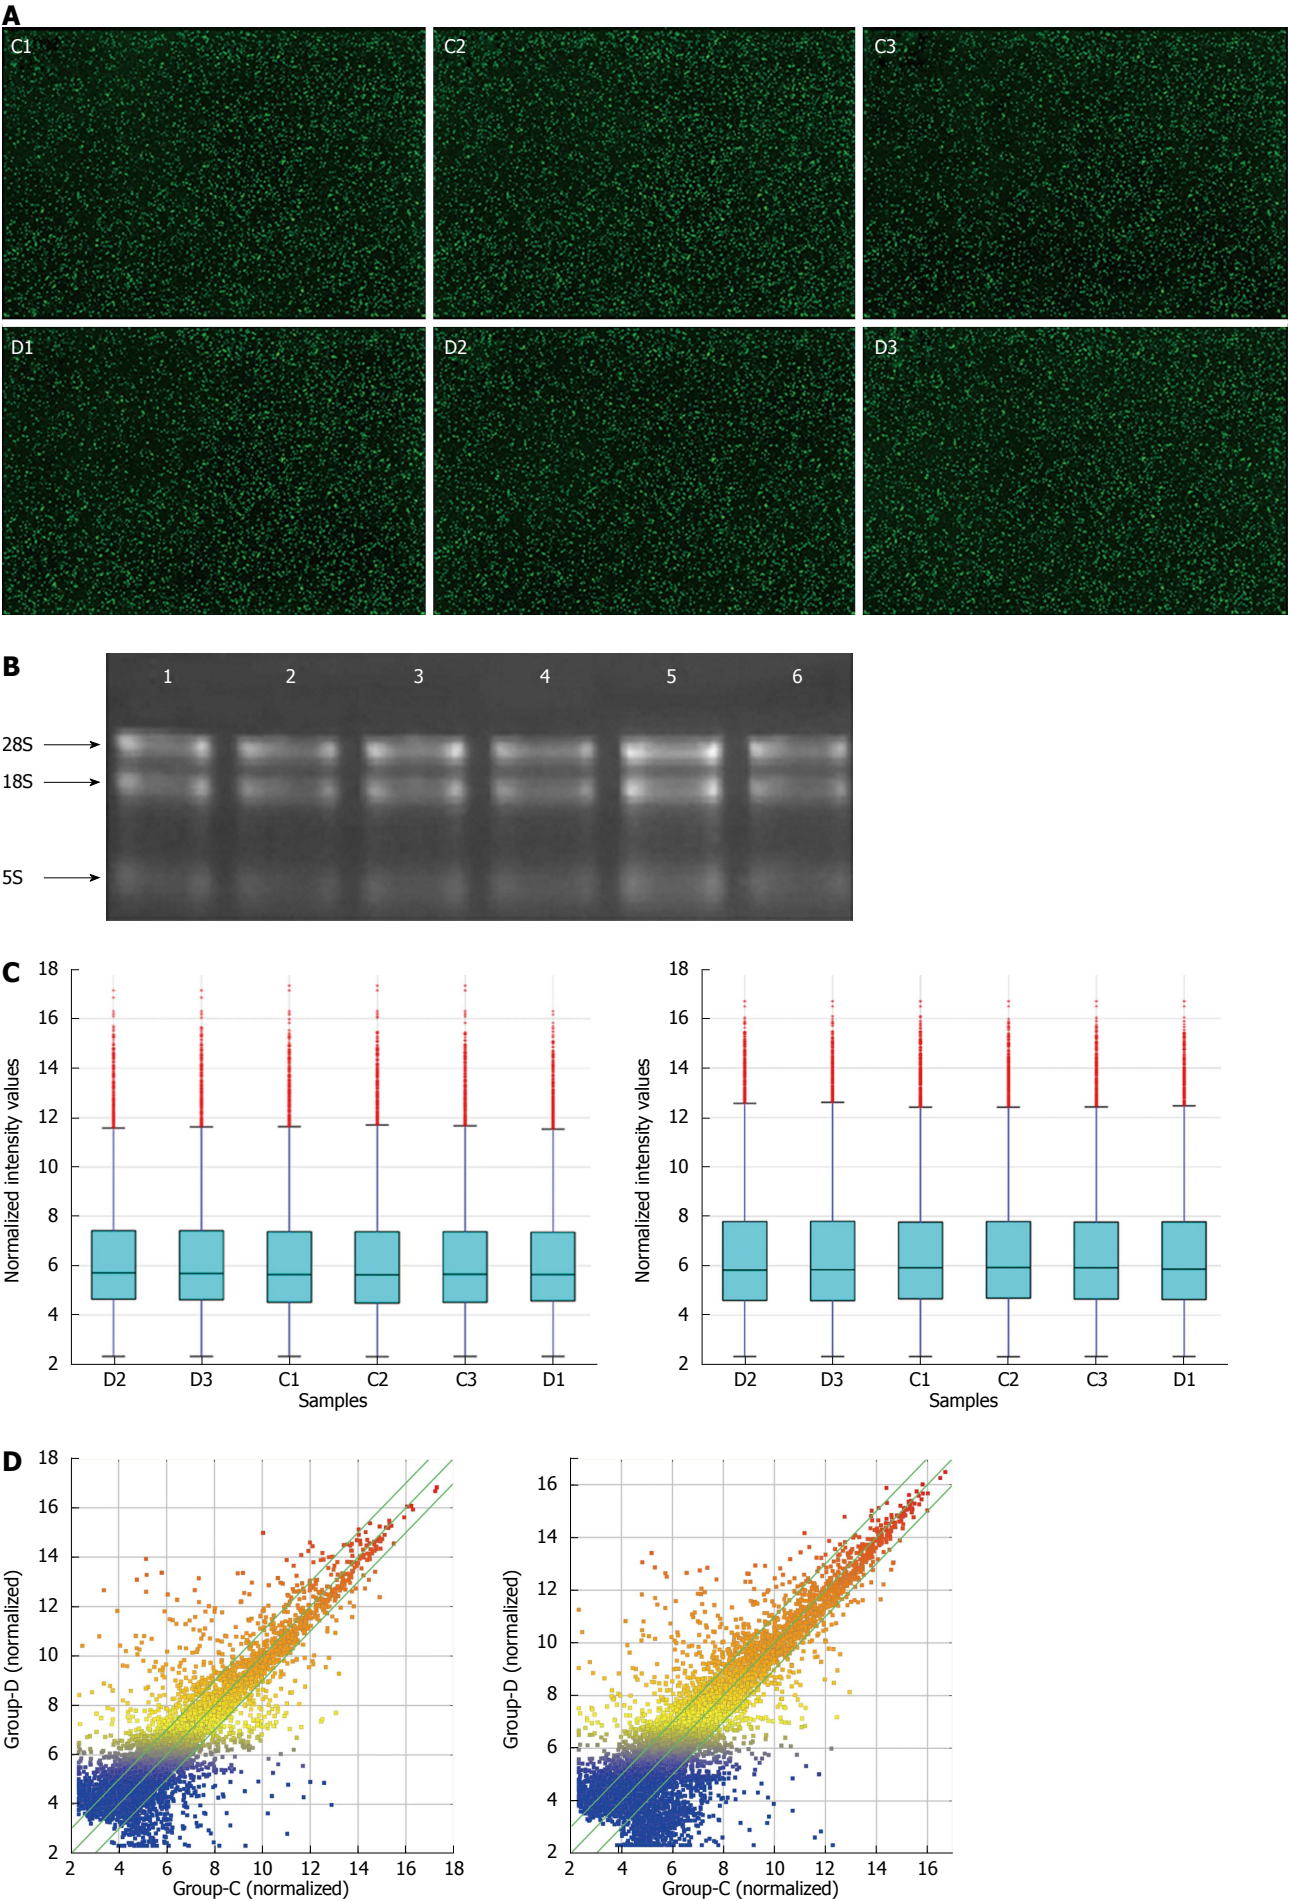 A
C1 C2 C3
D1 D2 D3
B
1 2 3 4 5 6
28S
18S
5S
C
18
16
14
12
10
8
6
4
2
Normalized intensity values
D2 D3 C1 C2 C3 D1
Samples
18
16
14
12
10
8
6
4
2
Normalized intensity values
D2 D3 C1 C2 C3 D1
Samples
D
18
16
14
12
10
8
6
4
2
Group-D (normalized)
2 4 6 8 10 12 14 16 18
Group-C (normalized)
16
14
12
10
8
6
4
2
Group-D (normalized)
2 4 6 8 10 12 14 16
Group-C (normalized)